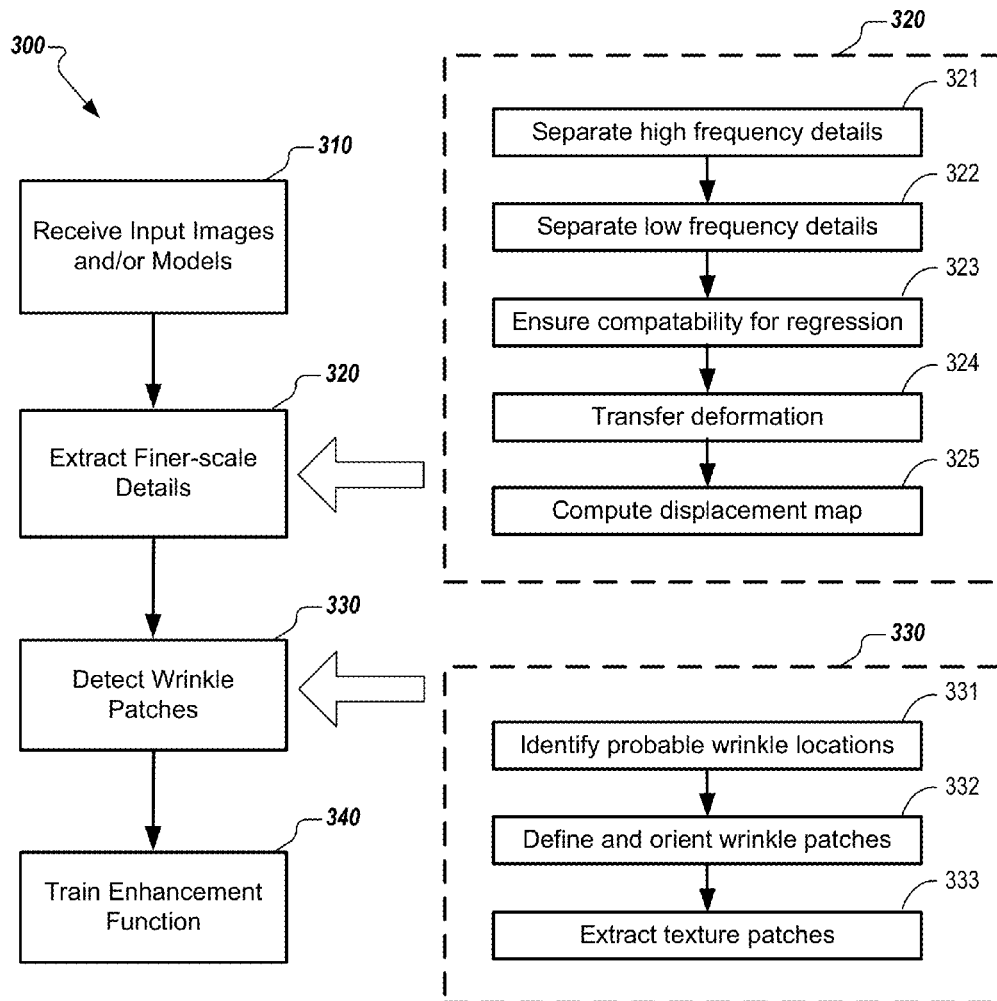 300
310
Receive Input Images
and/or Models
320
Extract Finer-scale
Details
330
Detect Wrinkle
Patches
340
Train Enhancement
Function
320
321
Separate high frequency details
322
Separate low frequency details
323
Ensure compatability for regression
324
Transfer deformation
325
Compute displacement map
330
331
Identify probable wrinkle locations
332
Define and orient wrinkle patches
333
Extract texture patches